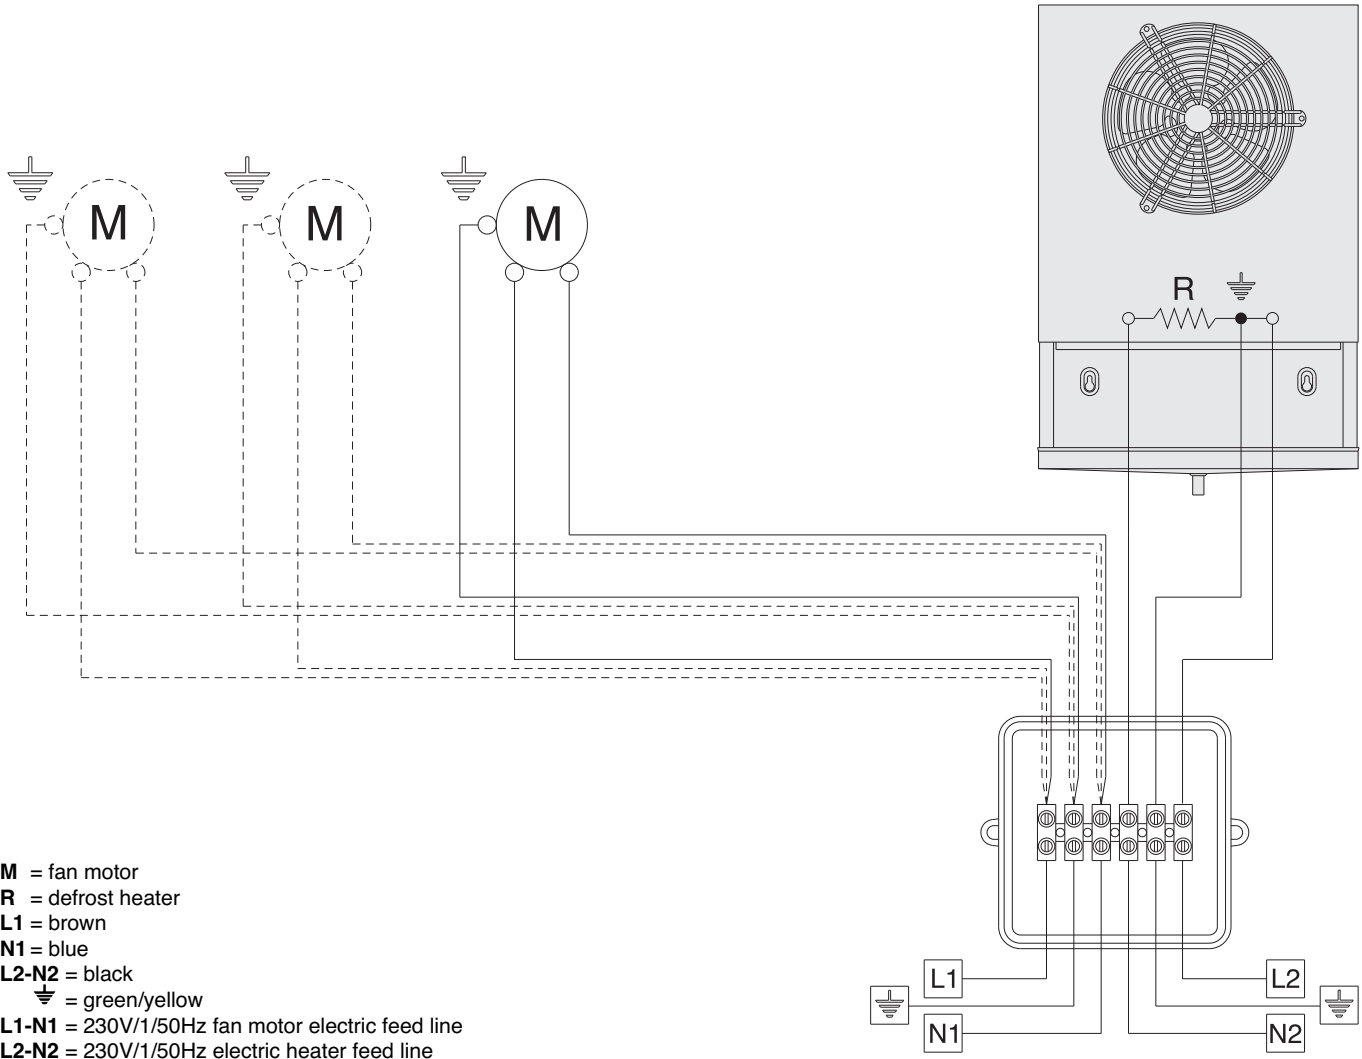 M M M
R
M = fan motor
R = defrost heater
L1 = brown
N1 = blue
L2-N2 = black
⏚ = green/yellow
L1-N1 = 230V/1/50Hz fan motor electric feed line
L2-N2 = 230V/1/50Hz electric heater feed line
L1 L2
N1 N2